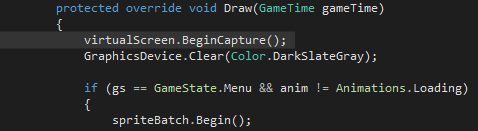 protected override void Draw(GameTime gameTime)
{
virtualScreen.BeginCapture();
GraphicsDevice.Clear(Color.DarkSlateGray);
if (gs == GameState.Menu && anim != Animations.Loading)
{
spriteBatch.Begin();